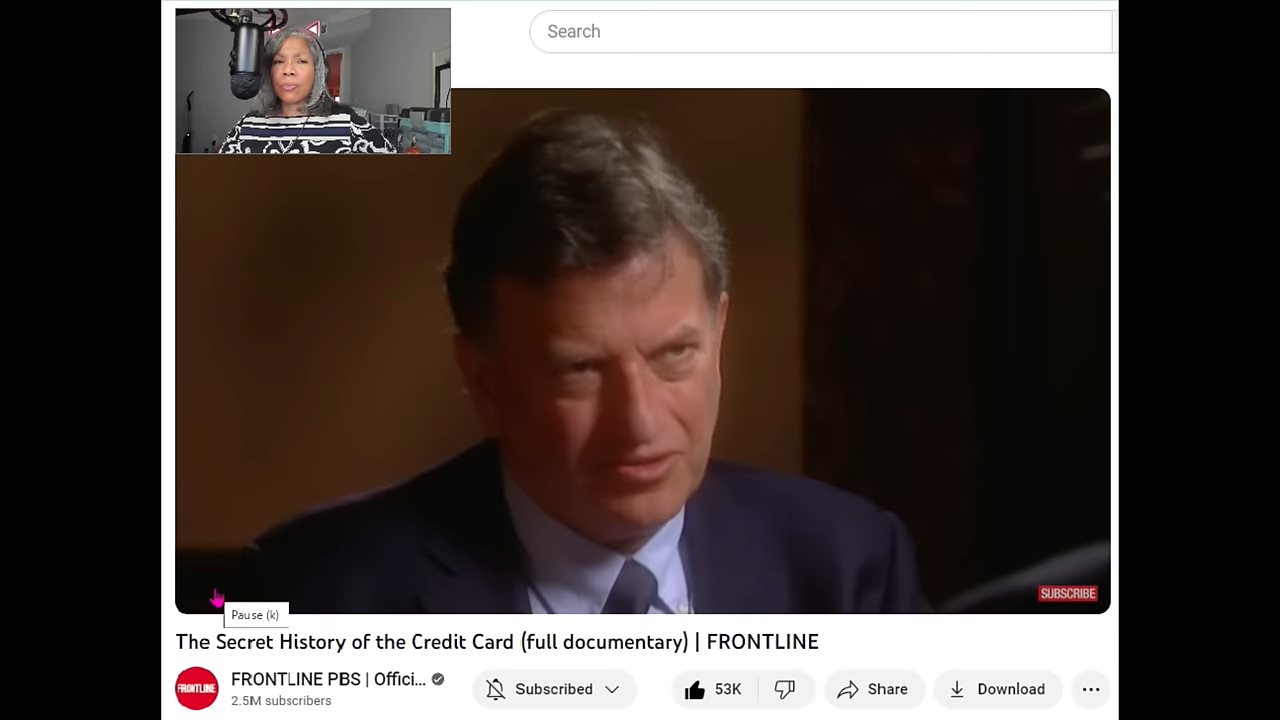 Search
SUBSCRIBE
Pause (k)
The Secret History of the Credit Card (full documentary) | FRONTLINE
FRONTLINE
FRONTLINE PBS | Offici...
2.5M subscribers
Subscribed
53K
Share
Download